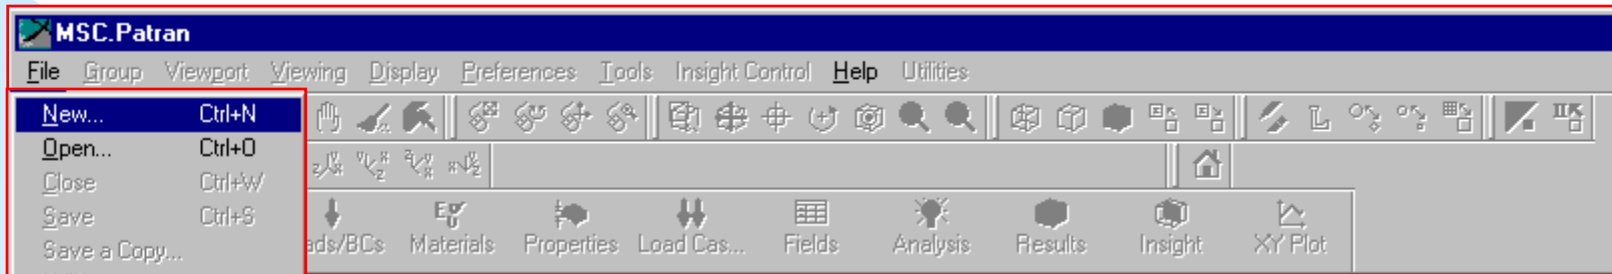 MSC.Patran
File Group Viewport Viewing Display Preferences Tools Insight Control Help Utilities
New... Ctrl+N
Open... Ctrl+O
Close Ctrl+W
Save Ctrl+S
ads/BCs Materials Properties Load Cas... Fields Analysis Results Insight XY Plot
Save a Copy...